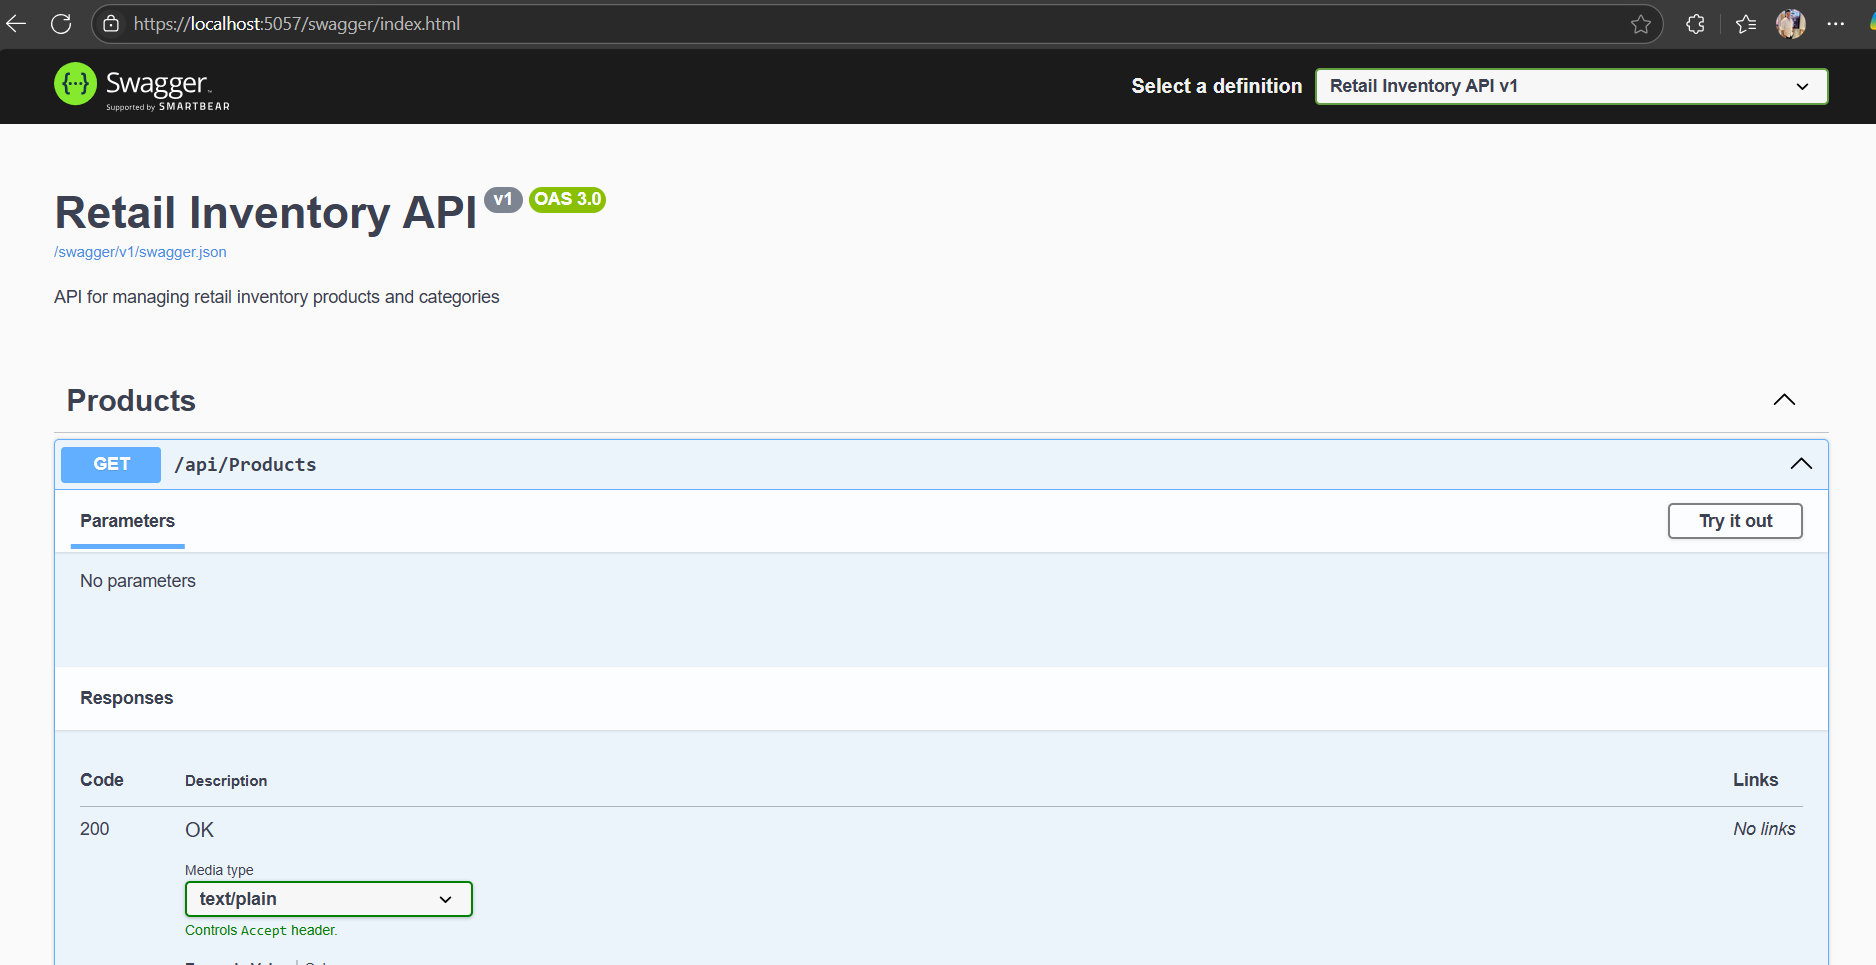 https://localhost:5057/swagger/index.html
Swagger
Supported by SMARTBEAR
Select a definition
Retail Inventory API v1
Retail Inventory API v1 OAS 3.0
/swagger/v1/swagger.json
API for managing retail inventory products and categories
Products
GET /api/Products
Parameters
Try it out
No parameters
Responses
Code Description Links
200 OK No links
Media type
text/plain
Controls Accept header.